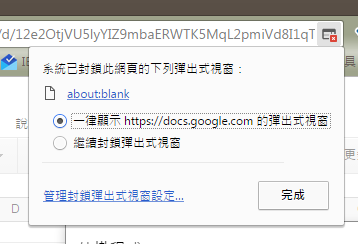 /d/12e2OtjVU5lyYIZ9mbaERWTK5MqL2pmiVd8I1qT
系統已封鎖此網頁的下列彈出式視窗：
about:blank
一律顯示 https://docs.google.com 的彈出式視窗
繼續封鎖彈出式視窗
管理封鎖彈出式視窗設定...
完成
說
更
D